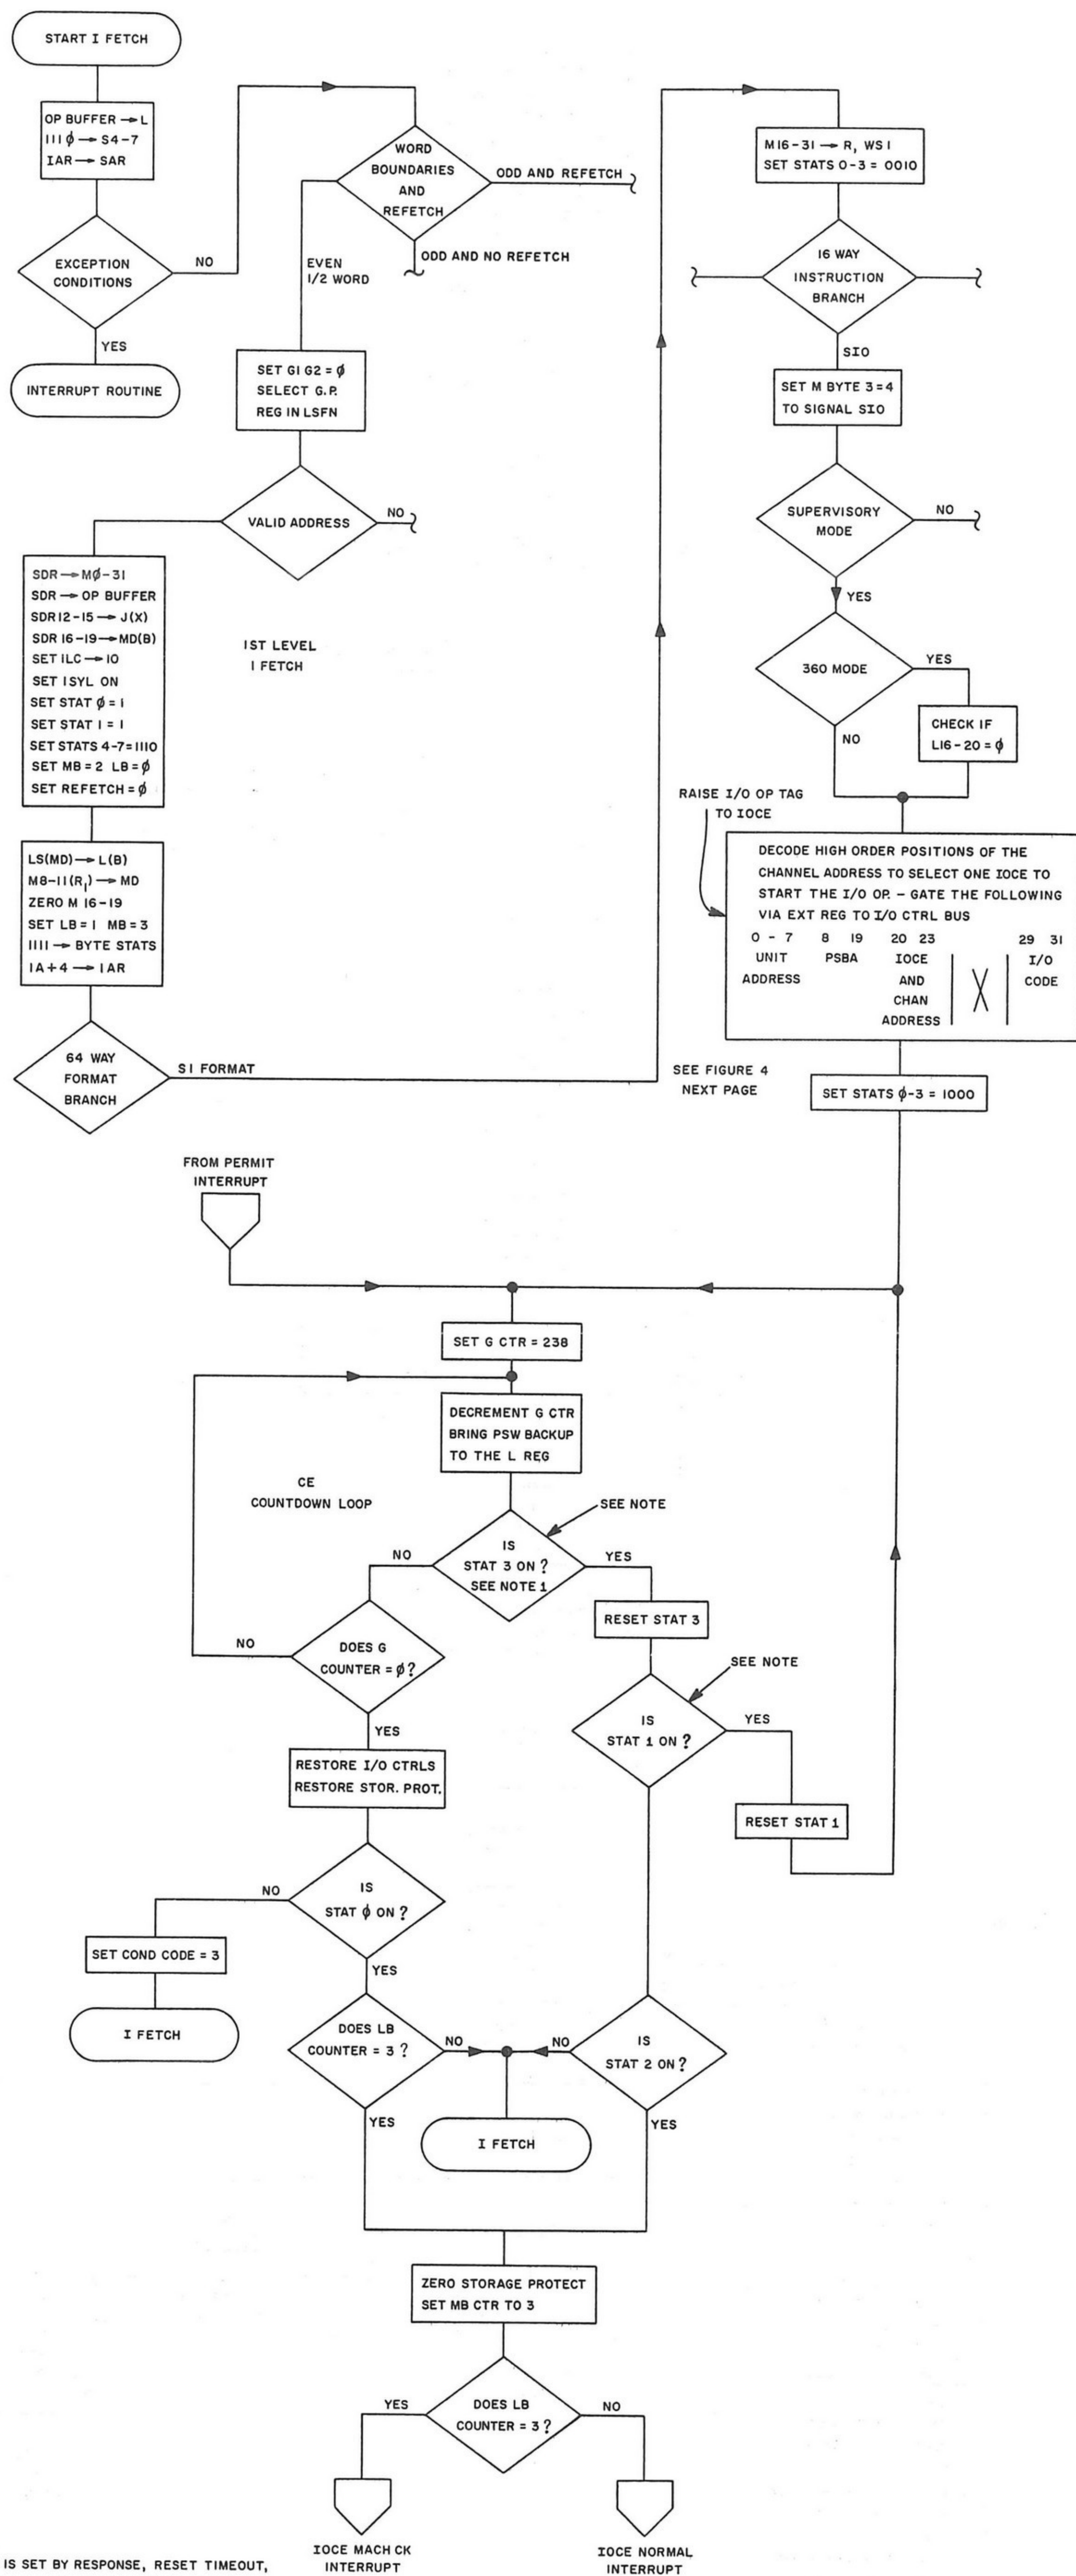 START I FETCH
OP BUFFER → L
111ϕ → S4-7
IAR → SAR
EXCEPTION
CONDITIONS
NO
YES
INTERRUPT ROUTINE
WORD
BOUNDARIES
AND
REFETCH
ODD AND REFETCH
ODD AND NO REFETCH
EVEN
1/2 WORD
SET G1 G2 = ϕ
SELECT G.P.
REG IN LSFN
VALID ADDRESS
NO
SDR → Mϕ-31
SDR → OP BUFFER
SDR 12-15 → J(X)
SDR 16-19 → MD(B)
SET ILC → 10
SET ISYL ON
SET STAT ϕ = 1
SET STAT 1 = 1
SET STATS 4-7 = 1110
SET MB = 2 LB = ϕ
SET REFETCH = ϕ
1ST LEVEL
I FETCH
LS(MD) → L(B)
M8-11(R1) → MD
ZERO M 16-19
SET LB = 1 MB = 3
1111 → BYTE STATS
IA+4 → IAR
64 WAY
FORMAT
BRANCH
SI FORMAT
M16-31 → R, WS1
SET STATS 0-3 = 0010
16 WAY
INSTRUCTION
BRANCH
SIO
SET M BYTE 3=4
TO SIGNAL SIO
SUPERVISORY
MODE
NO
YES
360 MODE
YES
NO
CHECK IF
L16-20 = ϕ
RAISE I/O OP TAG
TO IOCE
DECODE HIGH ORDER POSITIONS OF THE
CHANNEL ADDRESS TO SELECT ONE IOCE TO
START THE I/O OP. - GATE THE FOLLOWING
VIA EXT REG TO I/O CTRL BUS
0 - 7 8 19 20 23 29 31
UNIT PSBA IOCE I/O
ADDRESS AND CODE
CHAN
ADDRESS
SEE FIGURE 4
NEXT PAGE
SET STATS ϕ-3 = 1000
FROM PERMIT
INTERRUPT
SET G CTR = 238
DECREMENT G CTR
BRING PSW BACKUP
TO THE L REG
CE
COUNTDOWN LOOP
SEE NOTE
IS
STAT 3 ON ?
SEE NOTE 1
NO
YES
RESET STAT 3
DOES G
COUNTER = ϕ?
NO
YES
SEE NOTE
IS
STAT 1 ON ?
YES
RESTORE I/O CTRLS
RESTORE STOR. PROT.
RESET STAT 1
IS
STAT ϕ ON ?
NO
YES
SET COND CODE = 3
I FETCH
DOES LB
COUNTER = 3 ?
NO
YES
IS
STAT 2 ON ?
NO
YES
I FETCH
ZERO STORAGE PROTECT
SET MB CTR TO 3
DOES LB
COUNTER = 3 ?
YES
NO
IOCE MACH CK
INTERRUPT
IOCE NORMAL
INTERRUPT
IS SET BY RESPONSE, RESET TIMEOUT,